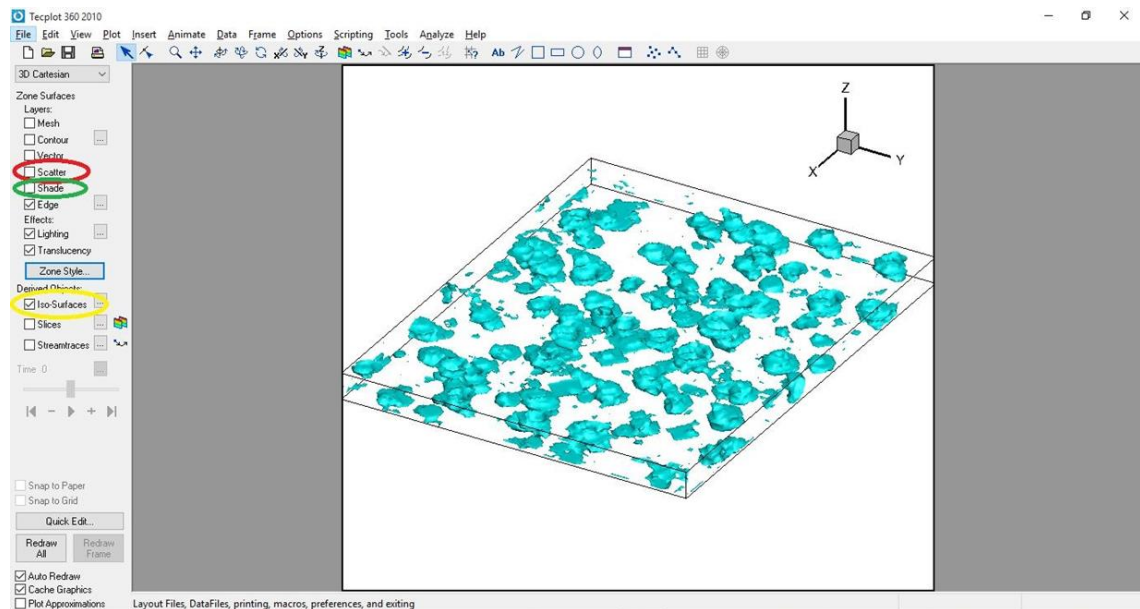 Tecplot 360 2010
File Edit View Plot Insert Animate Data Frame Options Scripting Tools Analyze Help
Ab
3D Cartesian
Zone Surfaces
Layers:
Mesh
Contour
Vector
Scatter
Shade
Edge
Effects:
Lighting
Translucency
Zone Style...
Derived Objects:
Iso-Surfaces
Slices
Streamtraces
Time 0
Snap to Paper
Snap to Grid
Quick Edit...
Redraw All
Redraw Frame
Auto Redraw
Cache Graphics
Plot Approximations
Z
X
Y
Layout Files, DataFiles, printing, macros, preferences, and exiting